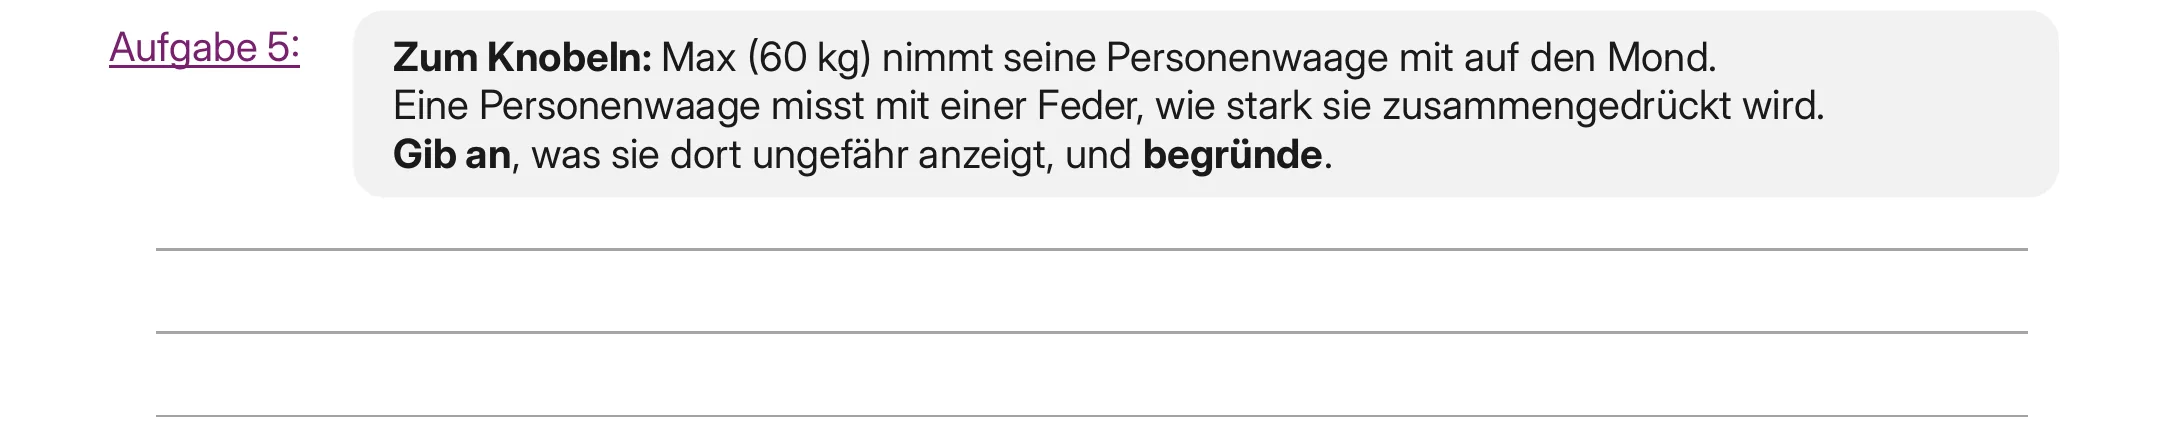 Aufgabe 5:
Zum Knobeln: Max (60 kg) nimmt seine Personenwaage mit auf den Mond.
Eine Personenwaage misst mit einer Feder, wie stark sie zusammengedrückt wird.
Gib an, was sie dort ungefähr anzeigt, und begründe.